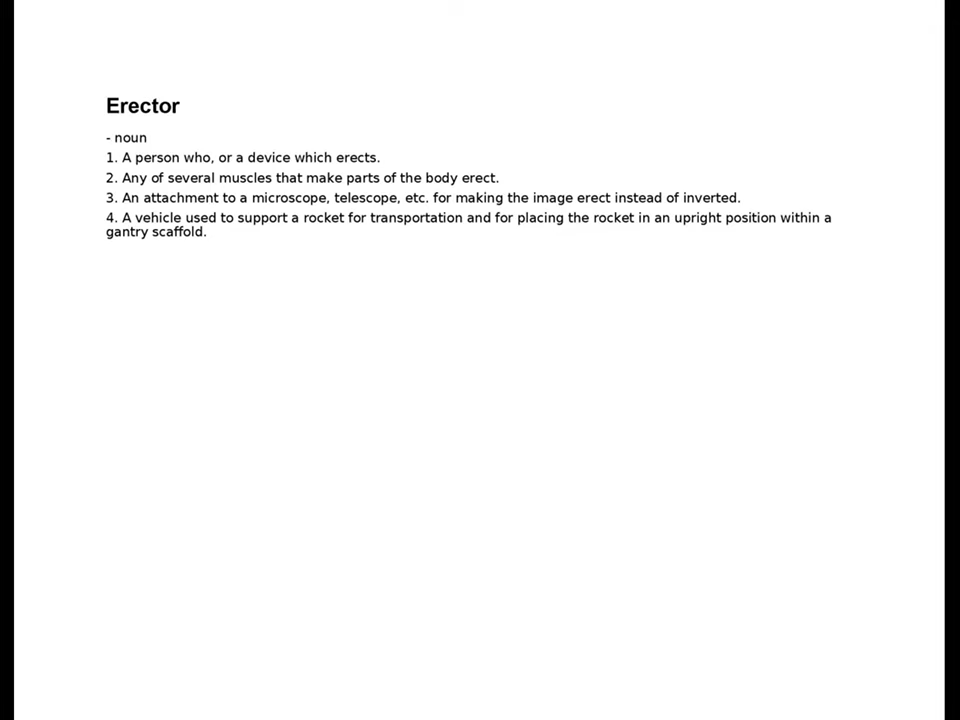 Erector
- noun
1. A person who, or a device which erects.
2. Any of several muscles that make parts of the body erect.
3. An attachment to a microscope, telescope, etc. for making the image erect instead of inverted.
4. A vehicle used to support a rocket for transportation and for placing the rocket in an upright position within a
gantry scaffold.